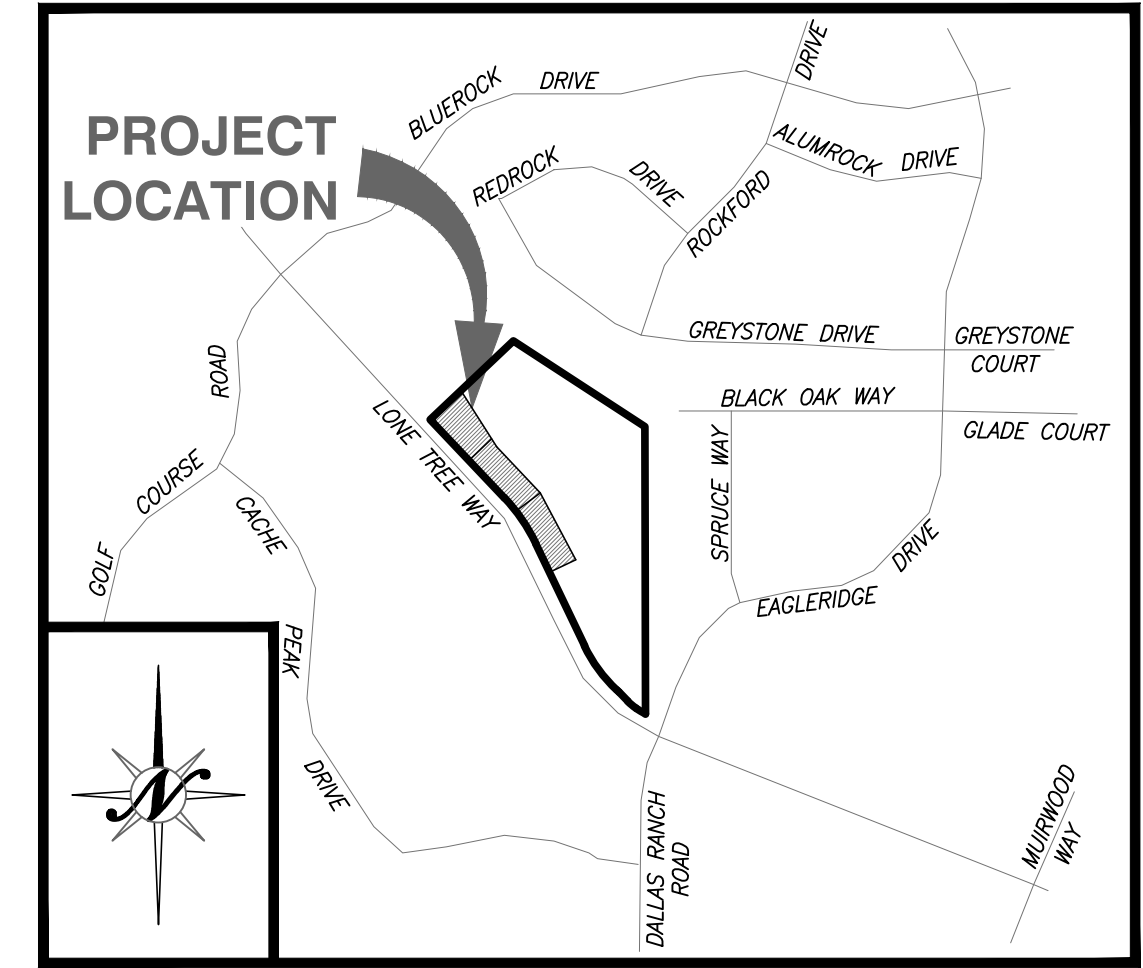 DRIVE
BLUEROCK DRIVE
PROJECT
LOCATION
ALUMROCK DRIVE
REDROCK DRIVE
ROCKFORD
GREYSTONE DRIVE
GREYSTONE
COURT
ROAD
BLACK OAK WAY
GLADE COURT
LONE TREE WAY
SPRUCE WAY
COURSE
CACHE
GOLF
DRIVE
EAGLERIDGE
PEAK
N
DRIVE
DALLAS RANCH
ROAD
MUIRWOOD
WAY